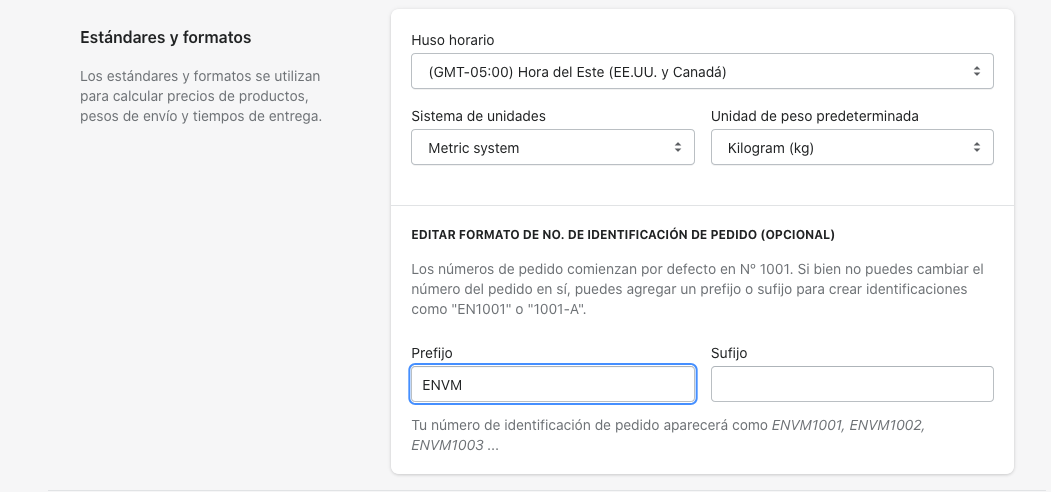 Estándares y formatos
Los estándares y formatos se utilizan
para calcular precios de productos,
pesos de envío y tiempos de entrega.
Huso horario
(GMT-05:00) Hora del Este (EE.UU. y Canadá)
Sistema de unidades
Unidad de peso predeterminada
Metric system
Kilogram (kg)
EDITAR FORMATO DE NO. DE IDENTIFICACIÓN DE PEDIDO (OPCIONAL)
Los números de pedido comienzan por defecto en Nº 1001. Si bien no puedes cambiar el
número del pedido en sí, puedes agregar un prefijo o sufijo para crear identificaciones
como "EN1001" o "1001-A".
Prefijo
Sufijo
ENVM
Tu número de identificación de pedido aparecerá como ENVM1001, ENVM1002,
ENVM1003 ...